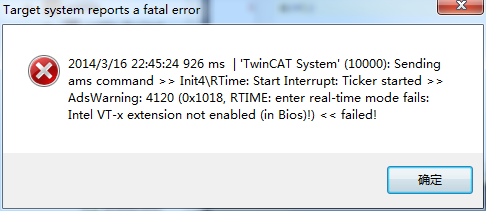 Target system reports a fatal error
2014/3/16 22:45:24 926 ms | 'TwinCAT System' (10000): Sending
ams command >> Init4\RTime: Start Interrupt: Ticker started >>
AdsWarning: 4120 (0x1018, RTIME: enter real-time mode fails:
Intel VT-x extension not enabled (in Bios)!) << failed!
确定